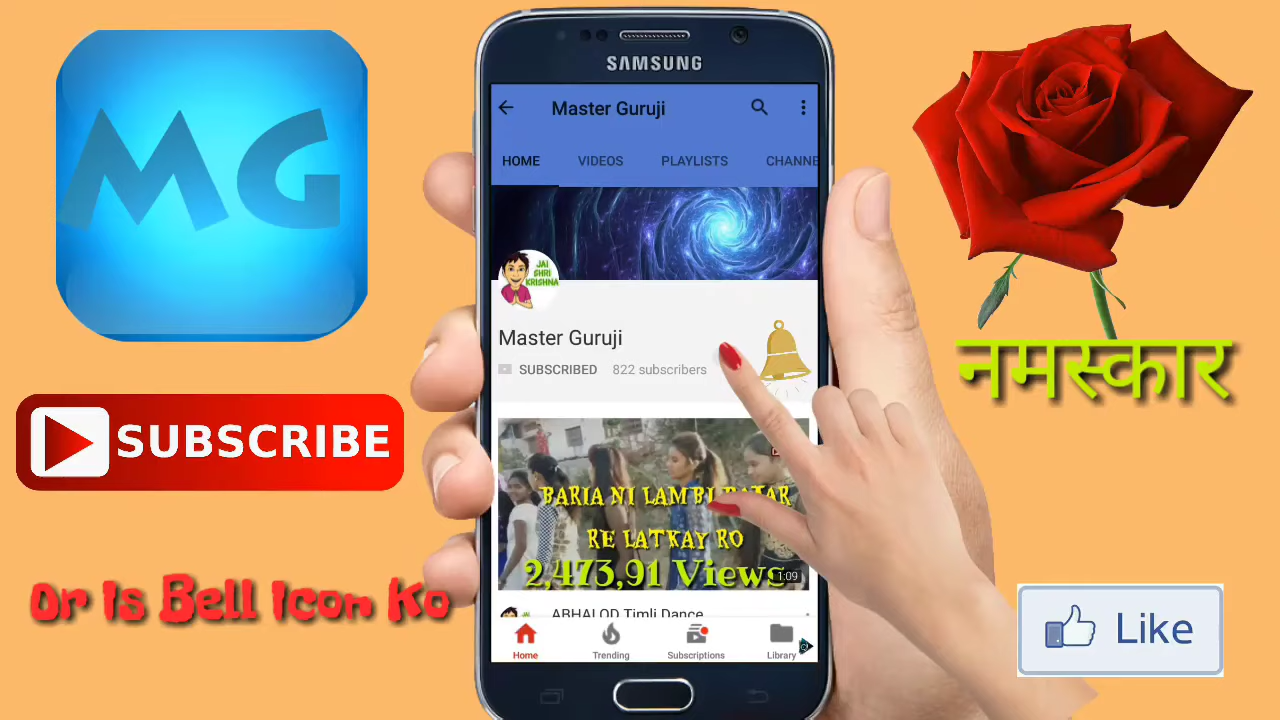 MG
SUBSCRIBE
Or Is Bell Icon Ko
SAMSUNG
Master Guruji
HOME VIDEOS PLAYLISTS CHANNE
JAI
SHRI
KRISHNA
Master Guruji
SUBSCRIBED 822 subscribers
BARIA NI LAMBI
RE LATKAY RO
2,473,91 Views
1:09
ABHALOD Timli Dance
Home Trending Subscriptions Library
नमस्कार
Like